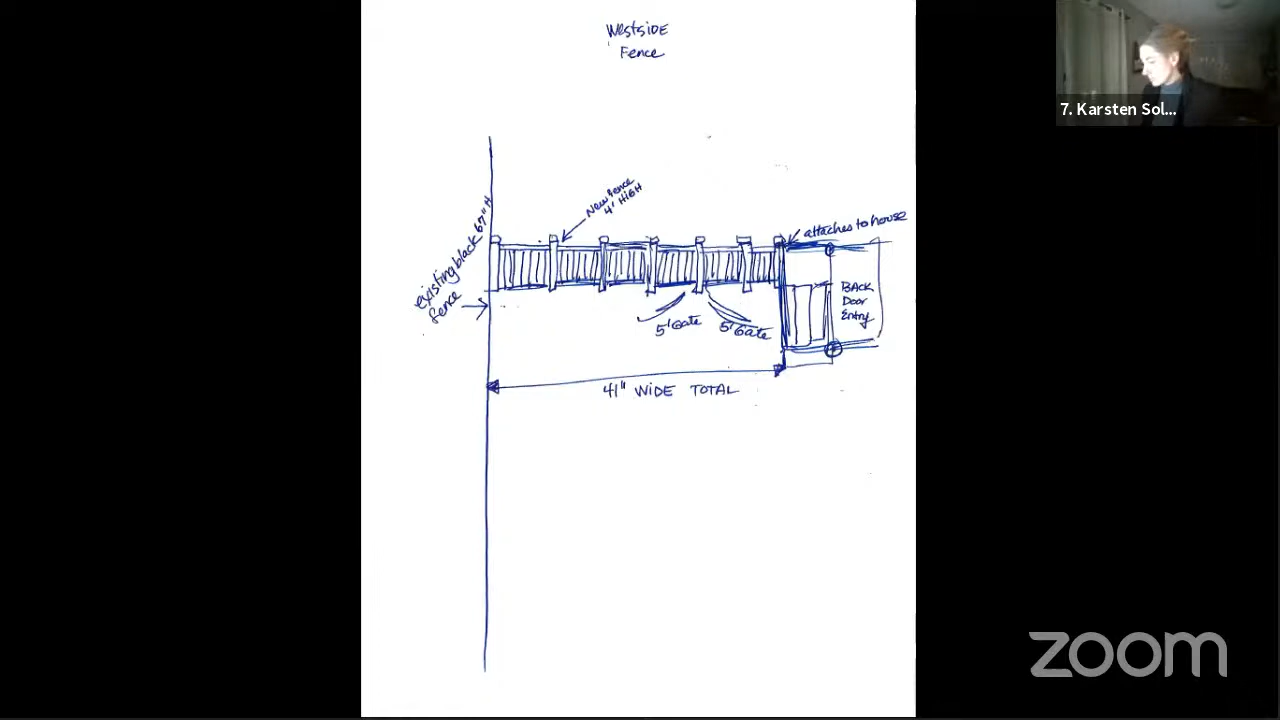 Westside
Fence
7. Karsten Sol...
New fence
4' HIGH
attaches to house
existing black 67" H
fence
BACK
Door
Entry
5' Gate
5' Gate
41" WIDE TOTAL
zoom